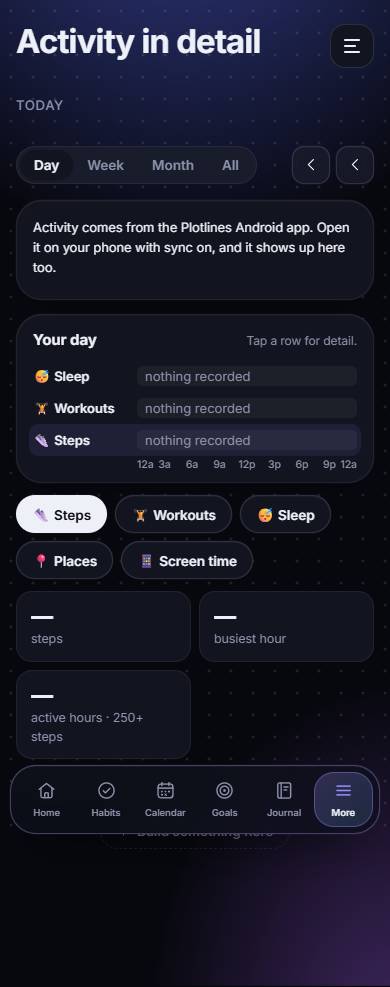 Activity in detail
TODAY
Day Week Month All
Activity comes from the Plotlines Android app. Open
it on your phone with sync on, and it shows up here
too.
Your day Tap a row for detail.
Sleep nothing recorded
Workouts nothing recorded
Steps nothing recorded
12a 3a 6a 9a 12p 3p 6p 9p 12a
Steps Workouts Sleep
Places Screen time
— —
steps busiest hour
—
active hours · 250+
steps
Home Habits Calendar Goals Journal More